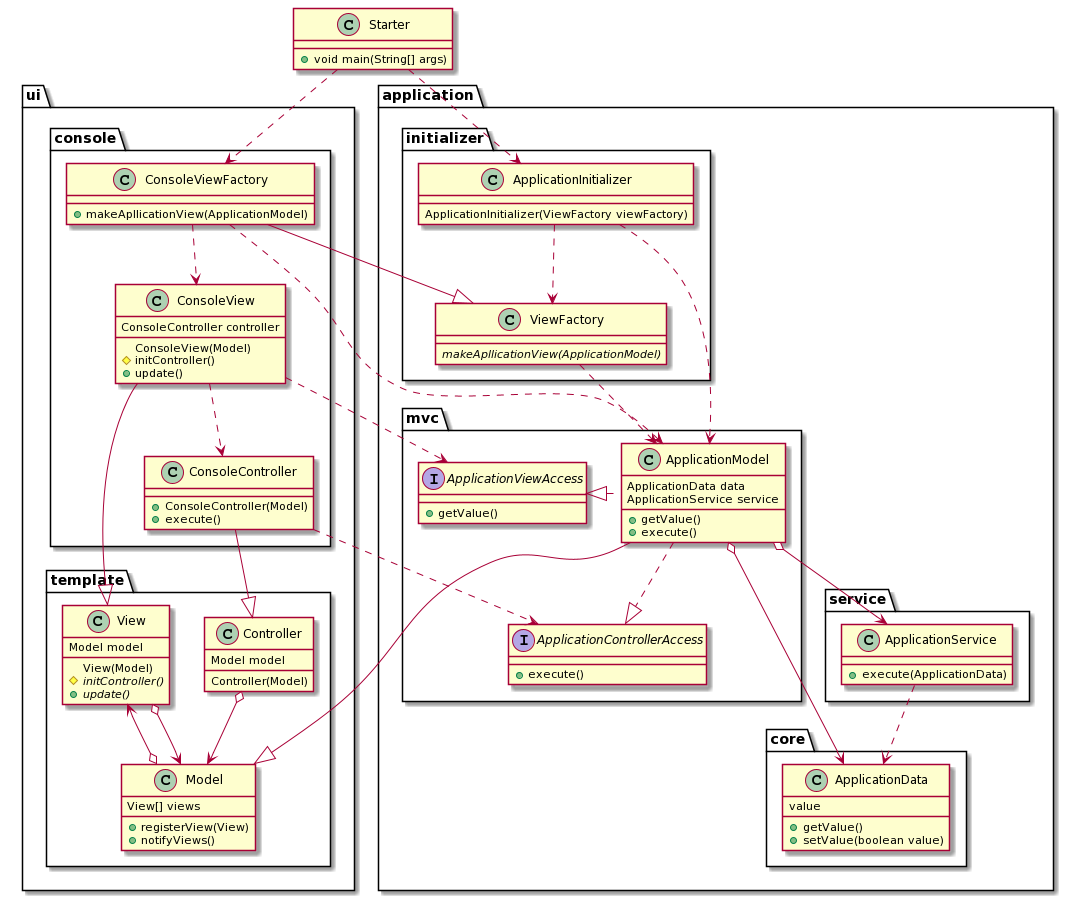 C Starter
void main(String[] args)
ui
application
console
initializer
C ConsoleViewFactory
makeApllicationView(ApplicationModel)
C ApplicationInitializer
ApplicationInitializer(ViewFactory viewFactory)
C ConsoleView
ConsoleController controller
ConsoleView(Model)
initController()
update()
C ViewFactory
makeApllicationView(ApplicationModel)
mvc
C ConsoleController
ConsoleController(Model)
execute()
I ApplicationViewAccess
getValue()
C ApplicationModel
ApplicationData data
ApplicationService service
getValue()
execute()
template
C View
Model model
View(Model)
initController()
update()
C Controller
Model model
Controller(Model)
I ApplicationControllerAccess
execute()
service
C ApplicationService
execute(ApplicationData)
core
C Model
View[] views
registerView(View)
notifyViews()
C ApplicationData
value
getValue()
setValue(boolean value)